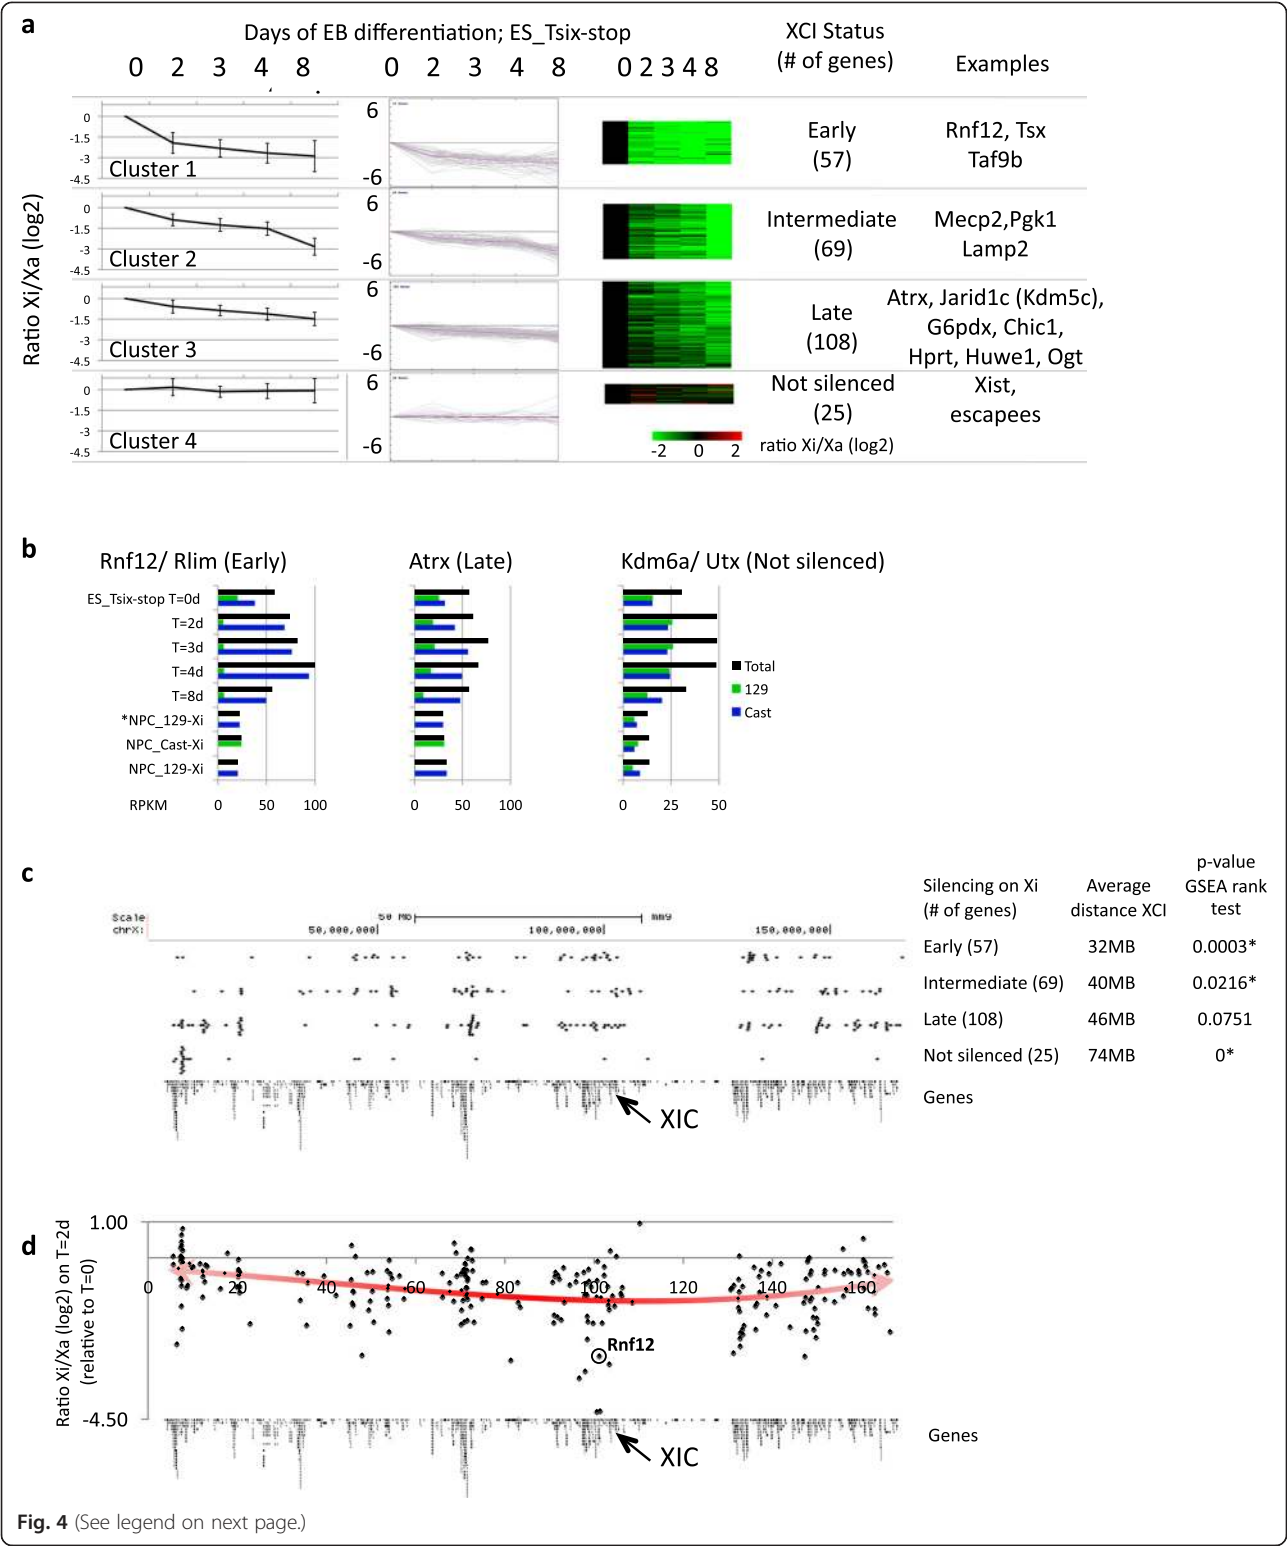 a
Days of EB differentiation; ES_Tsix-stop
XCI Status
(# of genes)
Examples
0 2 3 4 8
0 2 3 4 8
0 2 3 4 8
Ratio Xi/Xa (log2)
0
-1.5
-3
-4.5
Cluster 1
6
-6
Early
(57)
Rnf12, Tsx
Taf9b
0
-1.5
-3
-4.5
Cluster 2
6
-6
Intermediate
(69)
Mecp2,Pgk1
Lamp2
0
-1.5
-3
-4.5
Cluster 3
6
-6
Late
(108)
Atrx, Jarid1c (Kdm5c),
G6pdx, Chic1,
Hprt, Huwe1, Ogt
0
-1.5
-3
-4.5
Cluster 4
6
-6
Not silenced
(25)
Xist,
escapees
-2 0 2
ratio Xi/Xa (log2)
b
Rnf12/ Rlim (Early)
Atrx (Late)
Kdm6a/ Utx (Not silenced)
ES_Tsix-stop T=0d
T=2d
T=3d
T=4d
T=8d
*NPC_129-Xi
NPC_Cast-Xi
NPC_129-Xi
RPKM
0 50 100
0 50 100
0 25 50
Total
129
Cast
c
Scale
chrX:
50 Mb
mm9
50,000,000
100,000,000
150,000,000
Silencing on Xi
(# of genes)
Average
distance XCI
p-value
GSEA rank
test
Early (57) 32MB 0.0003*
Intermediate (69) 40MB 0.0216*
Late (108) 46MB 0.0751
Not silenced (25) 74MB 0*
Genes
XIC
d
Ratio Xi/Xa (log2) on T=2d
(relative to T=0)
1.00
-4.50
0 20 40 60 80 100 120 140 160
Rnf12
XIC
Genes
Fig. 4 (See legend on next page.)